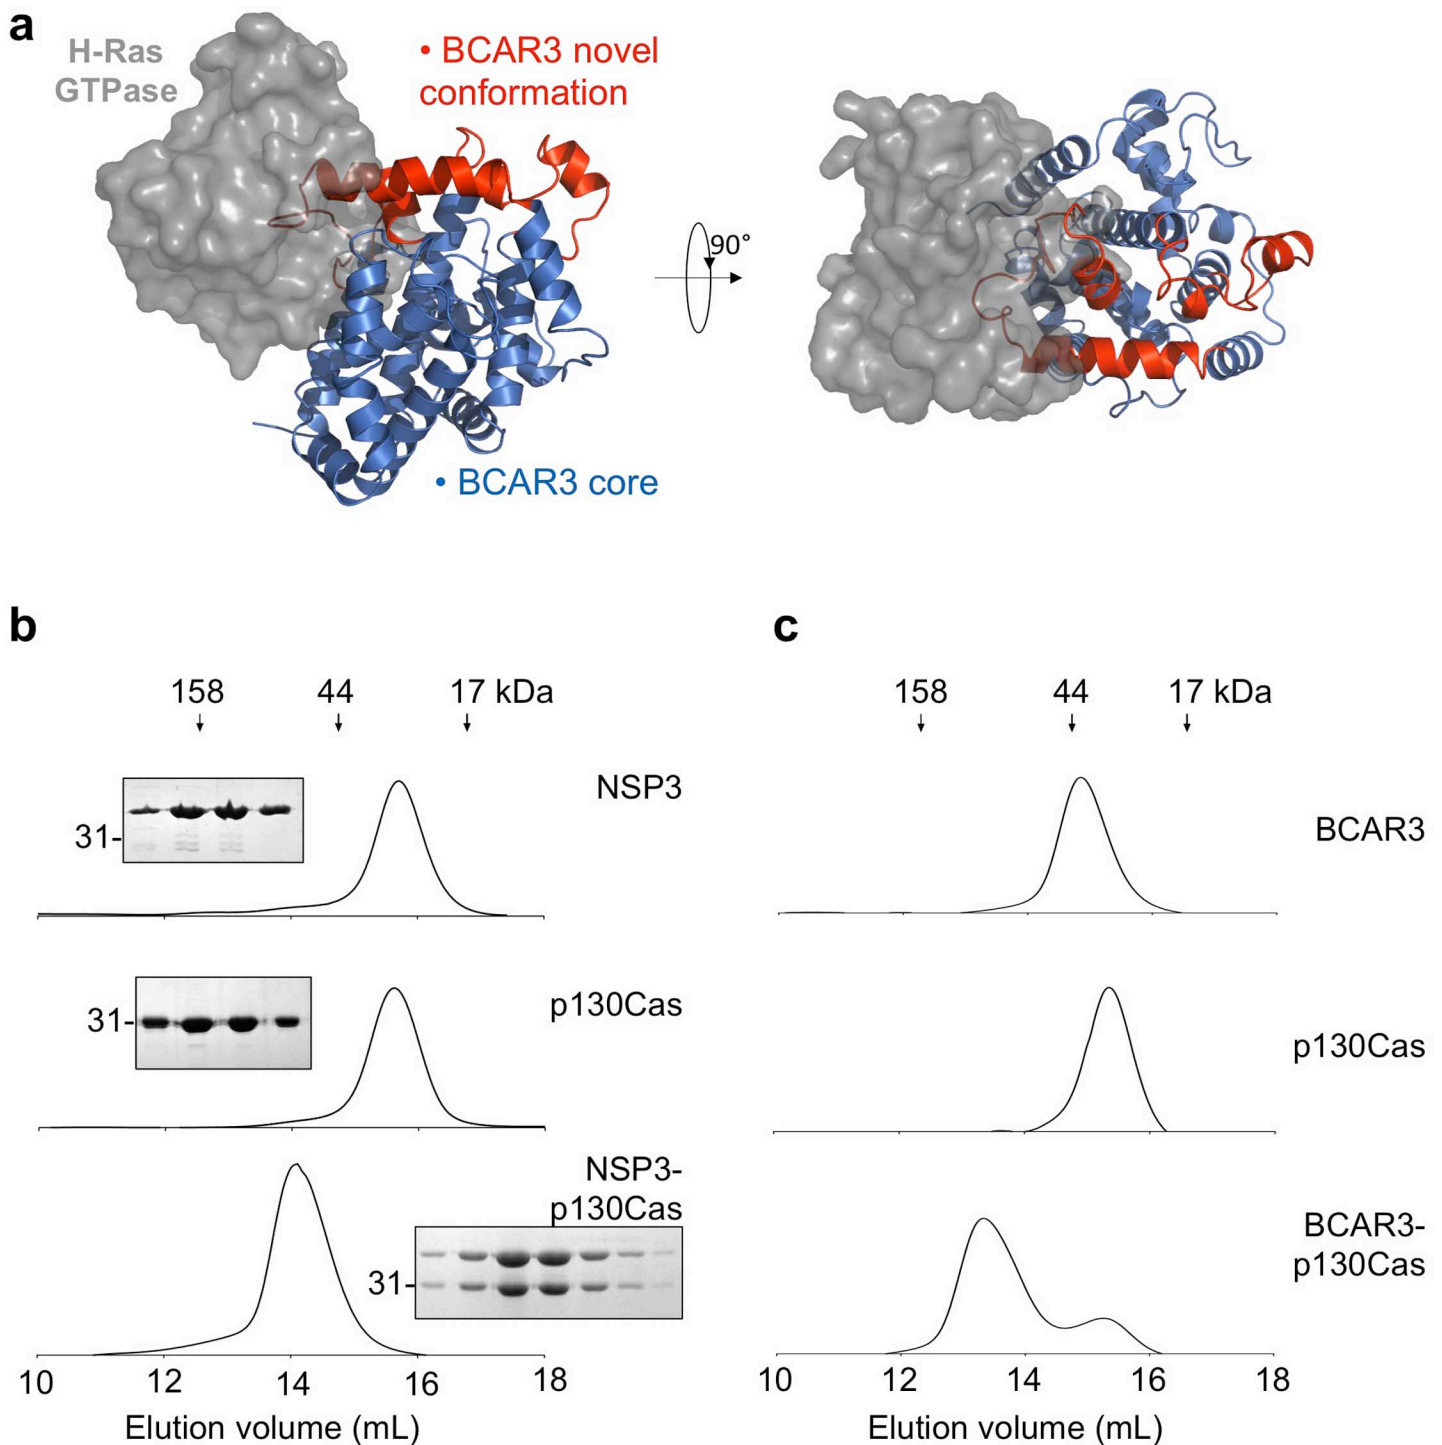 a
H-Ras
GTPase
• BCAR3 novel
conformation
90°
• BCAR3 core
b
158 44 17 kDa
NSP3
31-
p130Cas
31-
NSP3-
p130Cas
31-
10 14 14 16 18
Elution volume (mL)
c
158 44 17 kDa
BCAR3
p130Cas
BCAR3-
p130Cas
10 12 14 16 18
Elution volume (mL)